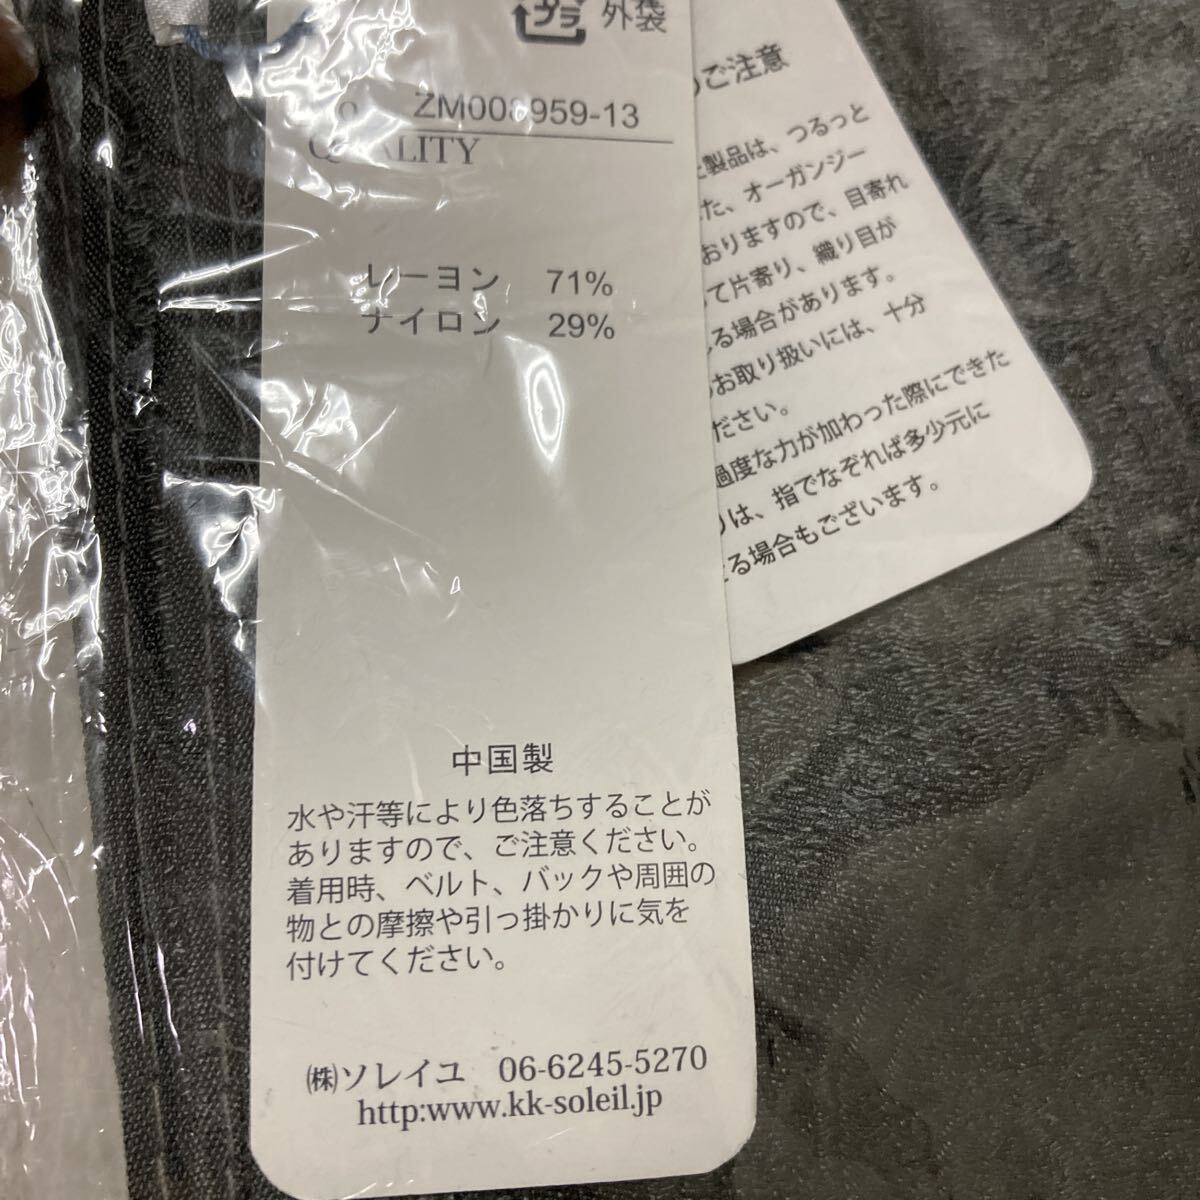 プラ 外袋
ZM008959-13
QUALITY
レーヨン 71%
ナイロン 29%
中国製
水や汗等により色落ちすることが
ありますので、ご注意ください。
着用時、ベルト、バックや周囲の
物との摩擦や引っ掛かりに気を
付けてください。
㈱ソレイユ 06-6245-5270
http:www.kk-soleil.jp
ご注意
製品は、つるっと
た、オーガンジー
おりますので、目寄れ
て片寄り、織り目が
る場合があります。
お取り扱いには、十分
ださい。
過度な力が加わった際にできた
は、指でなぞれば多少元に
る場合もございます。